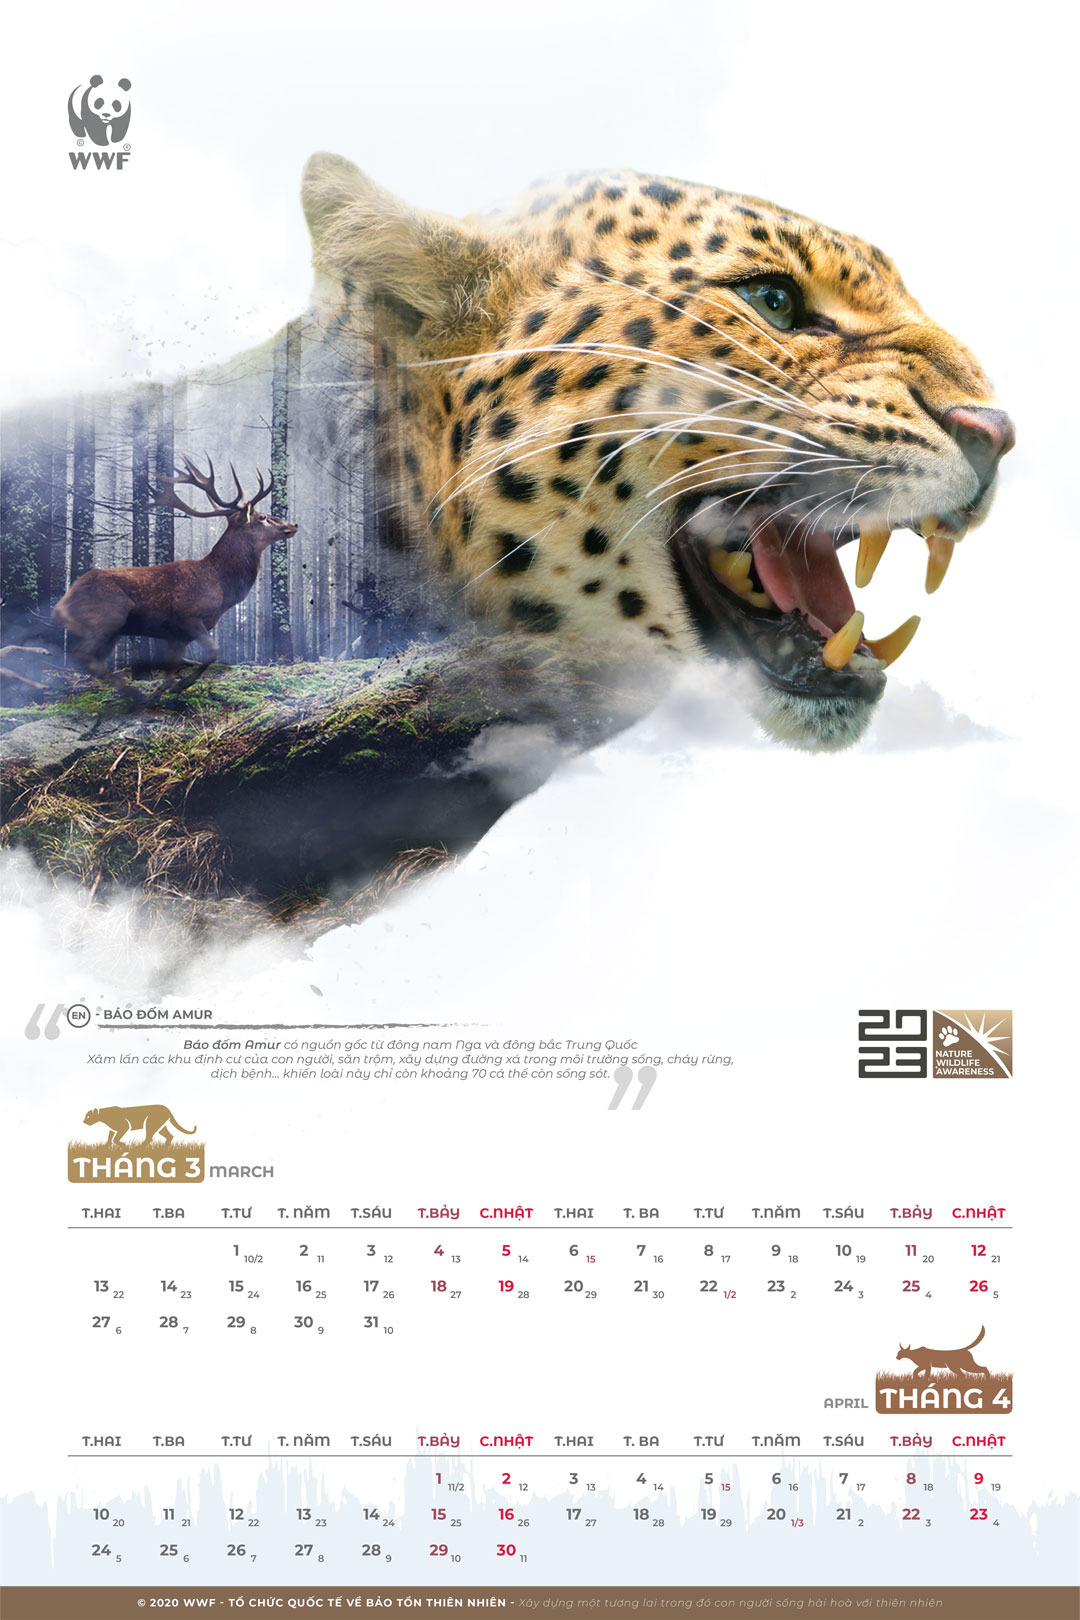 © ®
WWF
“
EN - BÁO ĐỐM AMUR
Báo đốm Amur có nguồn gốc từ đông nam Nga và đông bắc Trung Quốc
Xâm lấn các khu định cư của con người, săn trộm, xây dựng đường xá trong môi trường sống, cháy rừng,
dịch bệnh... khiến loài này chỉ còn khoảng 70 cá thể còn sống sót.
”
2023
NATURE
WILDLIFE
AWARENESS
THÁNG 3 MARCH
T.HAI T.BA T.TƯ T. NĂM T.SÁU T.BẢY C.NHẬT T.HAI T. BA T.TƯ T.NĂM T.SÁU T.BẢY C.NHẬT
1 10/2 2 11 3 12 4 13 5 14 6 15 7 16 8 17 9 18 10 19 11 20 12 21
13 22 14 23 15 24 16 25 17 26 18 27 19 28 20 29 21 30 22 1/2 23 2 24 3 25 4 26 5
27 6 28 7 29 8 30 9 31 10
APRIL THÁNG 4
T.HAI T.BA T.TƯ T. NĂM T.SÁU T.BẢY C.NHẬT T.HAI T. BA T.TƯ T.NĂM T.SÁU T.BẢY C.NHẬT
1 11/2 2 12 3 13 4 14 5 15 6 16 7 17 8 18 9 19
10 20 11 21 12 22 13 23 14 24 15 25 16 26 17 27 18 28 19 29 20 1/3 21 2 22 3 23 4
24 5 25 6 26 7 27 8 28 9 29 10 30 11
© 2020 WWF - TỔ CHỨC QUỐC TẾ VỀ BẢO TỒN THIÊN NHIÊN - Xây dựng một tương lai trong đó con người sống hài hoà với thiên nhiên